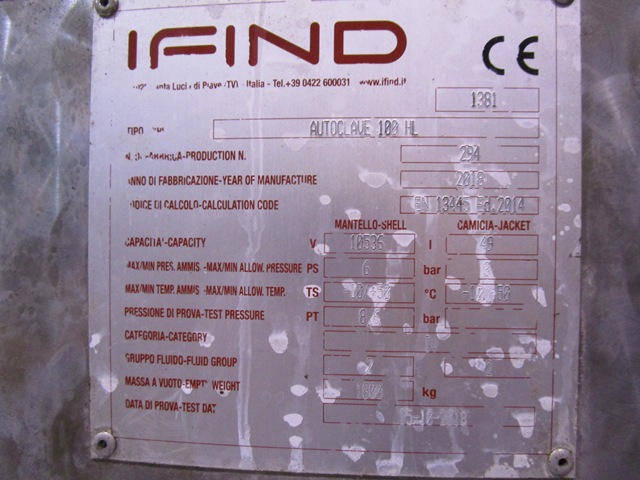 IFIND CE
Luci di Piave (TV) - Italia - Tel.+39 0422 600031 www.ifind.it
1381
TIPO AUTOCLAVE 100 HL
FABBRICA-PRODUCTION N. 294
ANNO DI FABBRICAZIONE-YEAR OF MANUFACTURE 2018
CODICE DI CALCOLO-CALCULATION CODE EN 13445 Ed.2014
MANTELLO-SHELL CAMICIA-JACKET
CAPACITA'-CAPACITY V 10536 l
MAX/MIN PRES. AMMIS -MAX/MIN ALLOW. PRESSURE PS 6 bar
MAX/MIN TEMP. AMMIS -MAX/MIN ALLOW. TEMP. TS °C
PRESSIONE DI PROVA-TEST PRESSURE PT bar
CATEGORIA-CATEGORY
GRUPPO FLUIDO-FLUID GROUP 2
MASSA A VUOTO-EMPTY WEIGHT kg
DATA DI PROVA-TEST DAT